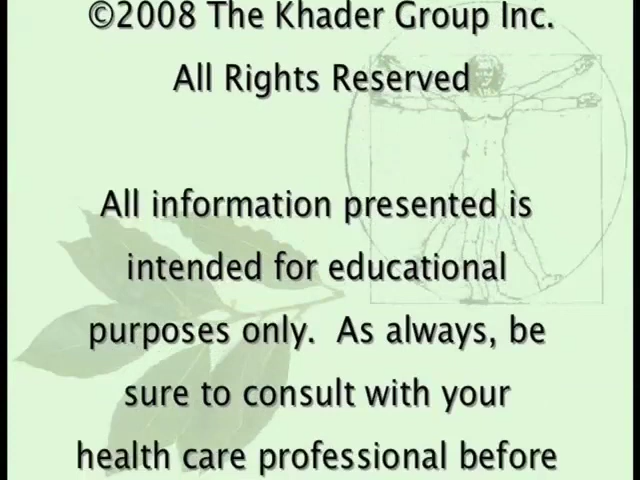 ©2008 The Khader Group Inc.
All Rights Reserved
All information presented is
intended for educational
purposes only. As always, be
sure to consult with your
health care professional before